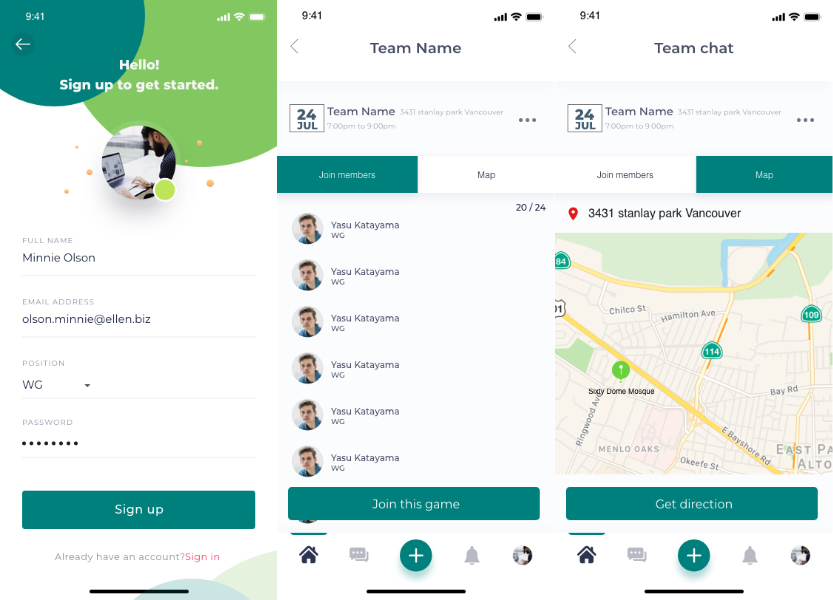 9:41
Hello!
Sign up to get started.
FULL NAME
Minnie Olson
EMAIL ADDRESS
olson.minnie@ellen.biz
POSITION
WG
PASSWORD
Sign up
Already have an account?Sign in
9:41
Team Name
24
JUL
Team Name 3431 stanlay park Vancouver
7:00pm to 9:00pm
Join members
Map
20 / 24
Yasu Katayama
WG
Yasu Katayama
WG
Yasu Katayama
WG
Yasu Katayama
WG
Yasu Katayama
WG
Yasu Katayama
WG
Join this game
9:41
Team chat
24
JUL
Team Name 3431 stanlay park Vancouver
7:00pm to 9:00pm
Join members
Map
3431 stanlay park Vancouver
84
01
Chilco St
Hamilton Ave
109
114
Sixty Dome Mosque
Bay Rd
Ringwood Ave
MENLO OAKS
E Bayshore Rd
EAST PA
ALTO
Okeefe St
Get direction